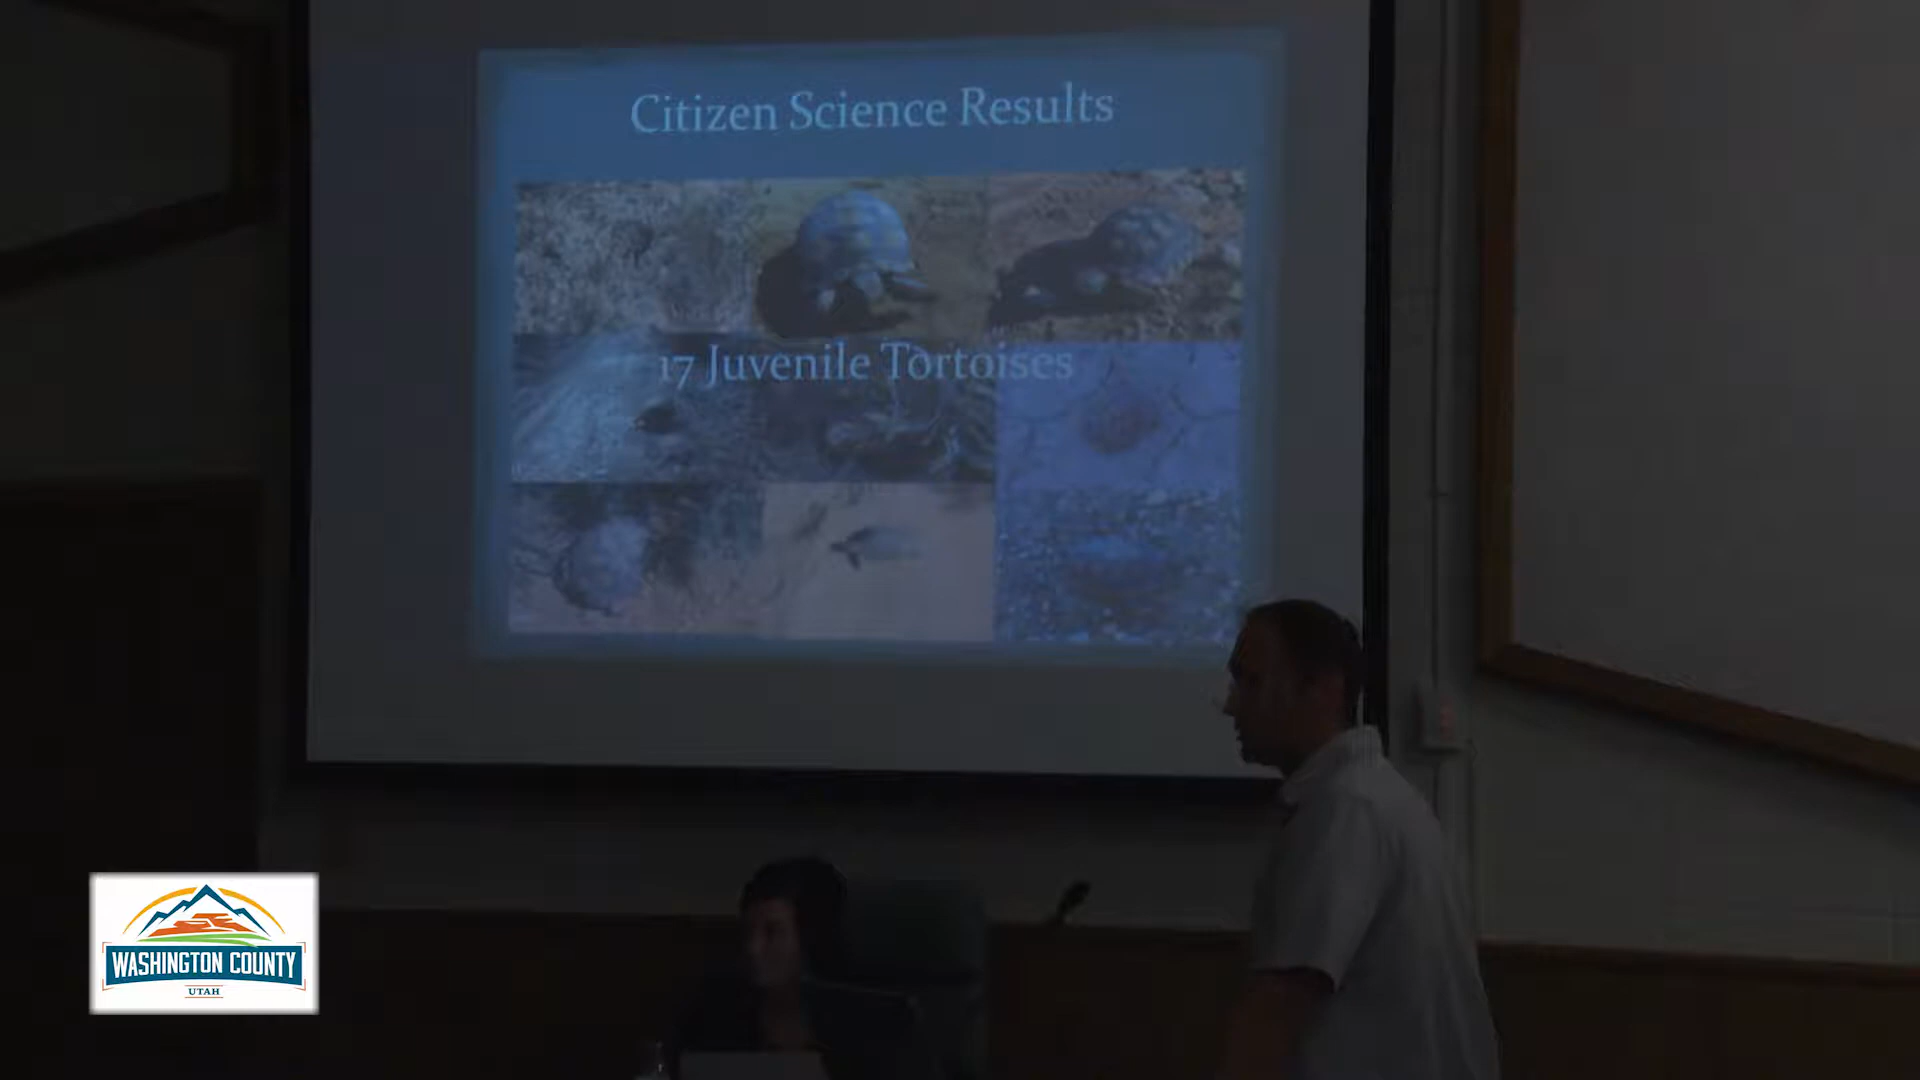 Citizen Science Results
17 Juvenile Tortoises
WASHINGTON COUNTY
UTAH